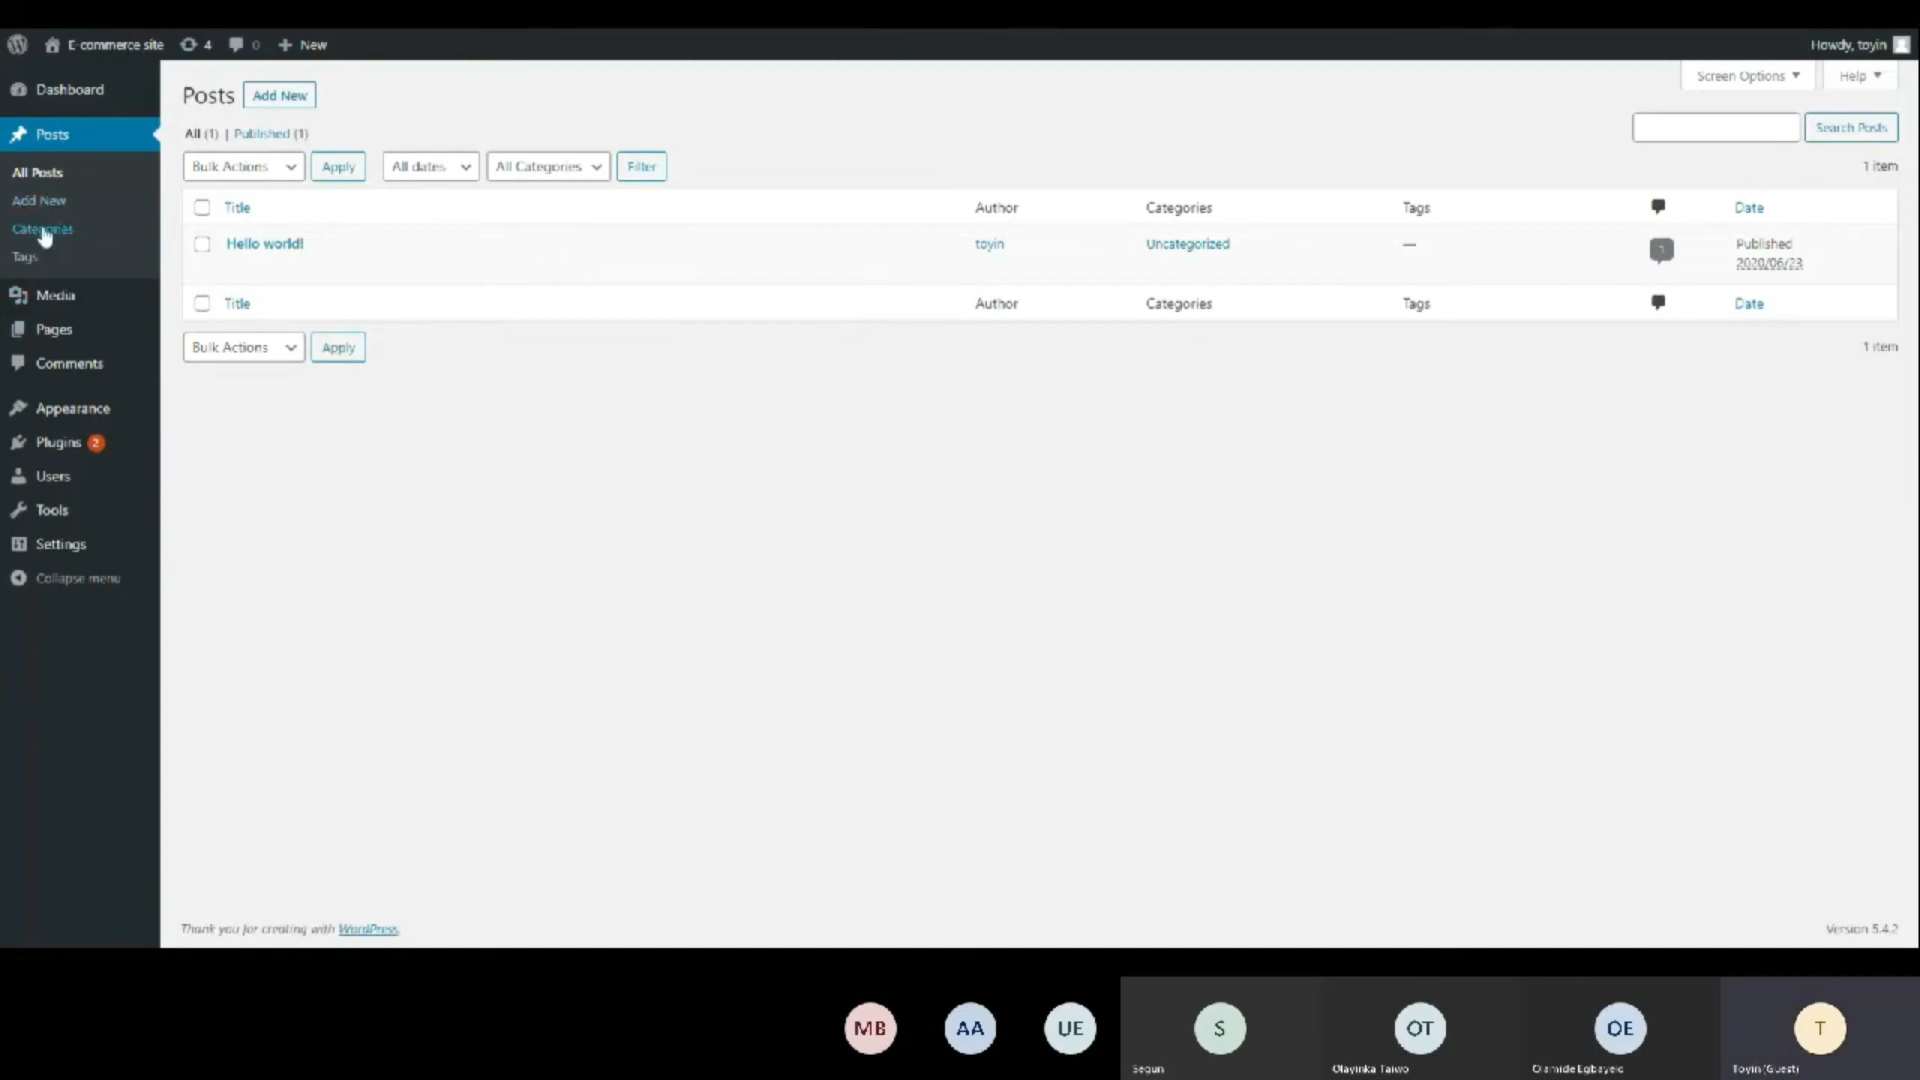 E-commerce site 4 0 New Howdy, toyin
Dashboard
Posts
All Posts
Add New
Categories
Tags
Media
Pages
Comments
Appearance
Plugins 2
Users
Tools
Settings
Collapse menu
Screen Options Help
Posts Add New
All (1) | Published (1)
Search Posts
Bulk Actions Apply All dates All Categories Filter 1 item
Title Author Categories Tags Date
Hello world! toyin Uncategorized — 1 Published
2020/06/23
Title Author Categories Tags Date
Bulk Actions Apply 1 item
Thank you for creating with WordPress. Version 5.4.2
MB AA UE S OT OE T
Segun Olayinka Taiwo Olamide Egbayelo Toyin (Guest)